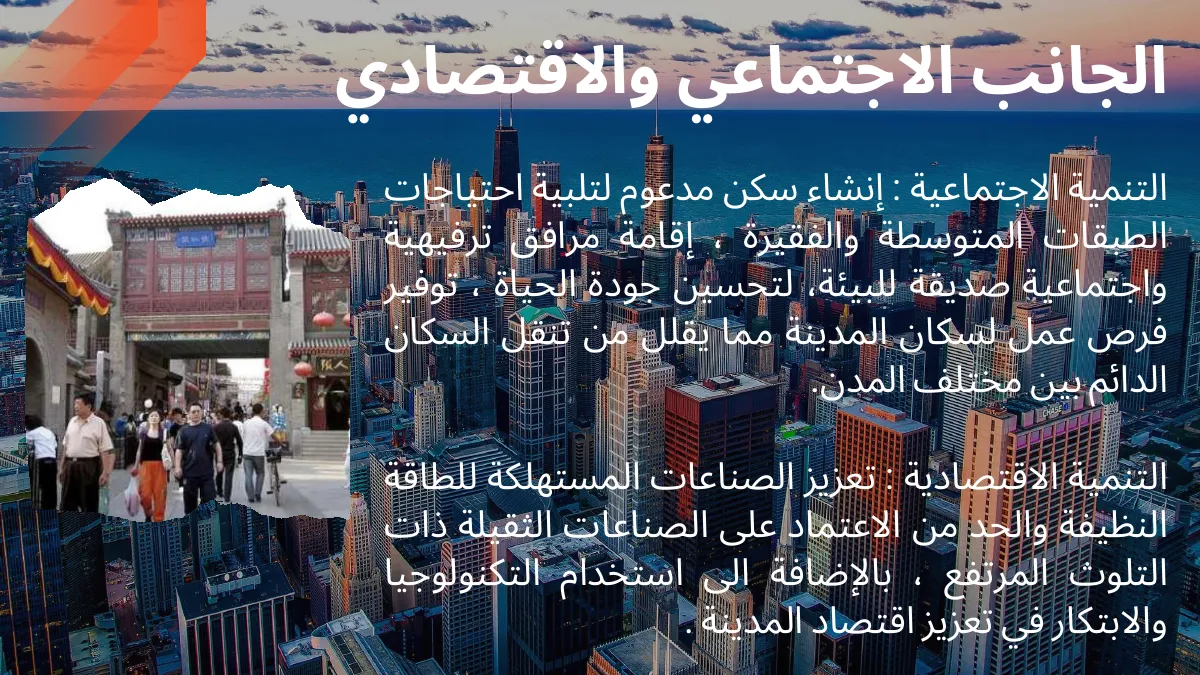 الجانب الاجتماعي والاقتصادي
التنمية الاجتماعية : إنشاء سكن مدعوم لتلبية احتياجات
الطبقات المتوسطة والفقيرة ، إقامة مرافق ترفيهية
واجتماعية صديقة للبيئة، لتحسين جودة الحياة ، توفير
فرص عمل لسكان المدينة مما يقلل من تنقل السكان
الدائم بين مختلف المدن.
التنمية الاقتصادية : تعزيز الصناعات المستهلكة للطاقة
النظيفة والحد من الاعتماد على الصناعات الثقيلة ذات
التلوث المرتفع ، بالإضافة الى استخدام التكنولوجيا
والابتكار في تعزيز اقتصاد المدينة .
CHASE